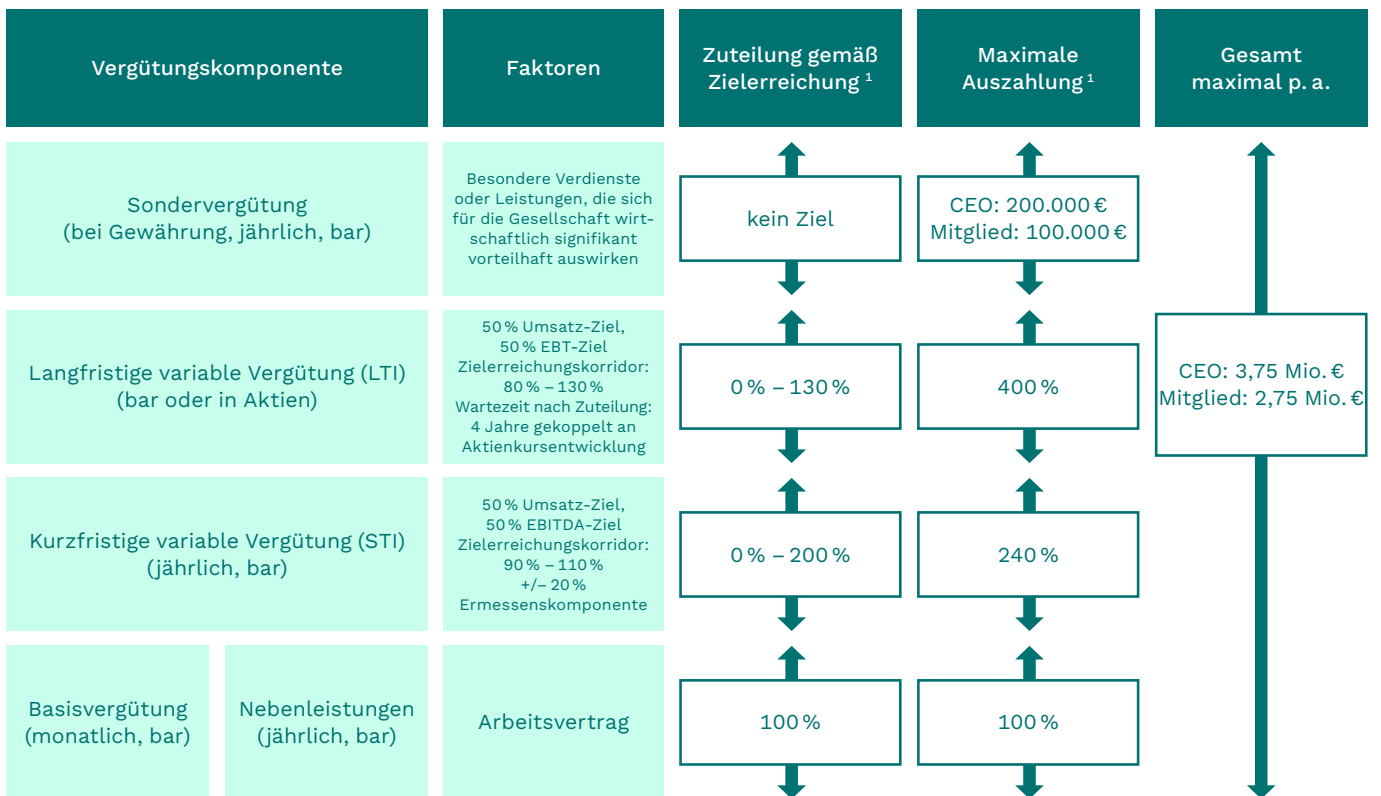 Vergütungskomponente
Faktoren
Zuteilung gemäß
Zielerreichung ¹
Maximale
Auszahlung ¹
Gesamt
maximal p. a.
Sondervergütung
(bei Gewährung, jährlich, bar)
Besondere Verdienste
oder Leistungen, die sich
für die Gesellschaft wirt-
schaftlich signifikant
vorteilhaft auswirken
kein Ziel
CEO: 200.000 €
Mitglied: 100.000 €
Langfristige variable Vergütung (LTI)
(bar oder in Aktien)
50 % Umsatz-Ziel,
50 % EBT-Ziel
Zielerreichungskorridor:
80 % – 130 %
Wartezeit nach Zuteilung:
4 Jahre gekoppelt an
Aktienkursentwicklung
0 % – 130 %
400 %
CEO: 3,75 Mio. €
Mitglied: 2,75 Mio. €
Kurzfristige variable Vergütung (STI)
(jährlich, bar)
50 % Umsatz-Ziel,
50 % EBITDA-Ziel
Zielerreichungskorridor:
90 % – 110 %
+/– 20 %
Ermessenskomponente
0 % – 200 %
240 %
Basisvergütung
(monatlich, bar)
Nebenleistungen
(jährlich, bar)
Arbeitsvertrag
100 %
100 %